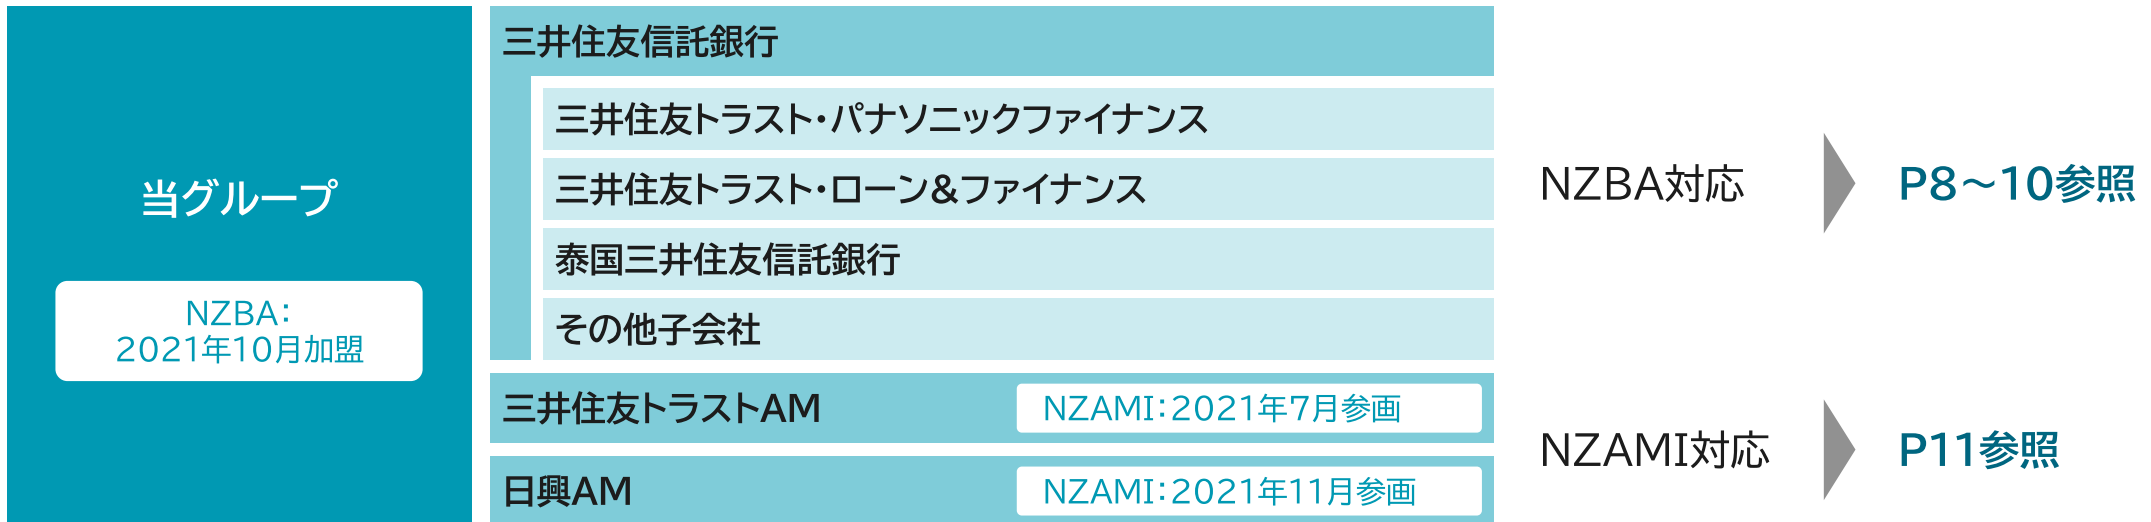 当グループ
NZBA：
2021年10月加盟
三井住友信託銀行
三井住友トラスト・パナソニックファイナンス
三井住友トラスト・ローン&ファイナンス
泰国三井住友信託銀行
その他子会社
三井住友トラストAM
NZAMI：2021年7月参画
日興AM
NZAMI：2021年11月参画
NZBA対応
P8～10参照
NZAMI対応
P11参照